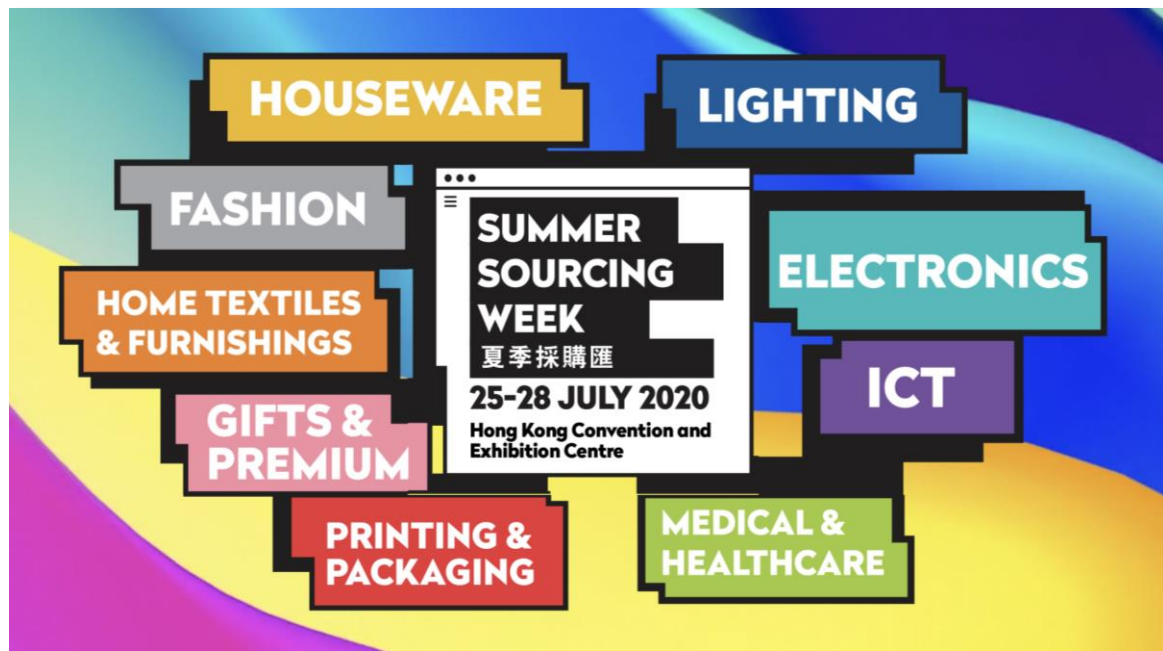 HOUSEWARE
LIGHTING
FASHION
HOME TEXTILES
& FURNISHINGS
GIFTS &
PREMIUM
PRINTING &
PACKAGING
SUMMER
SOURCING
WEEK
夏季採購匯
25-28 JULY 2020
Hong Kong Convention and
Exhibition Centre
ELECTRONICS
ICT
MEDICAL &
HEALTHCARE